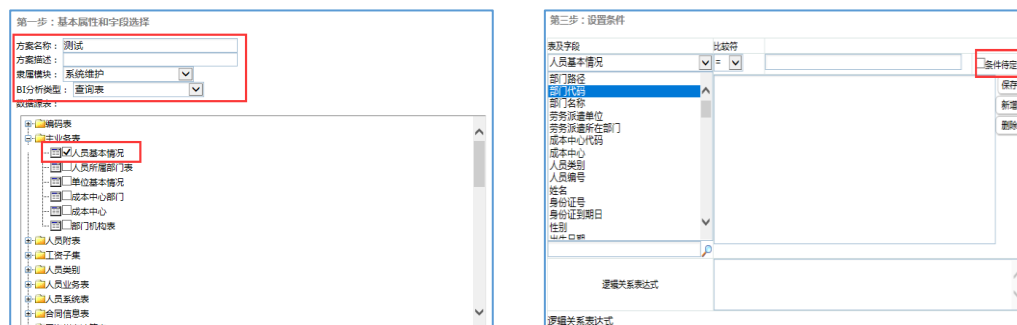 第一步：基本属性和字段选择
方案名称：测试
方案描述：
隶属模块：系统维护
BI分析类型：查询表
数据源表：
编码表
主业务表
人员基本情况
人员所属部门表
单位基本情况
成本中心部门
成本中心
部门机构表
人员附表
工资子集
人员类别
人员业务表
人员系统表
合同信息表
第三步：设置条件
表及字段 比较符
人员基本情况 = 条件待定
部门路径
部门代码
部门名称
劳务派遣单位
劳务派遣所在部门
成本中心代码
成本中心
人员类别
人员编号
姓名
身份证号
身份证到期日
性别
出生日期
保存
新增
删除
逻辑关系表达式
逻辑关系表达式